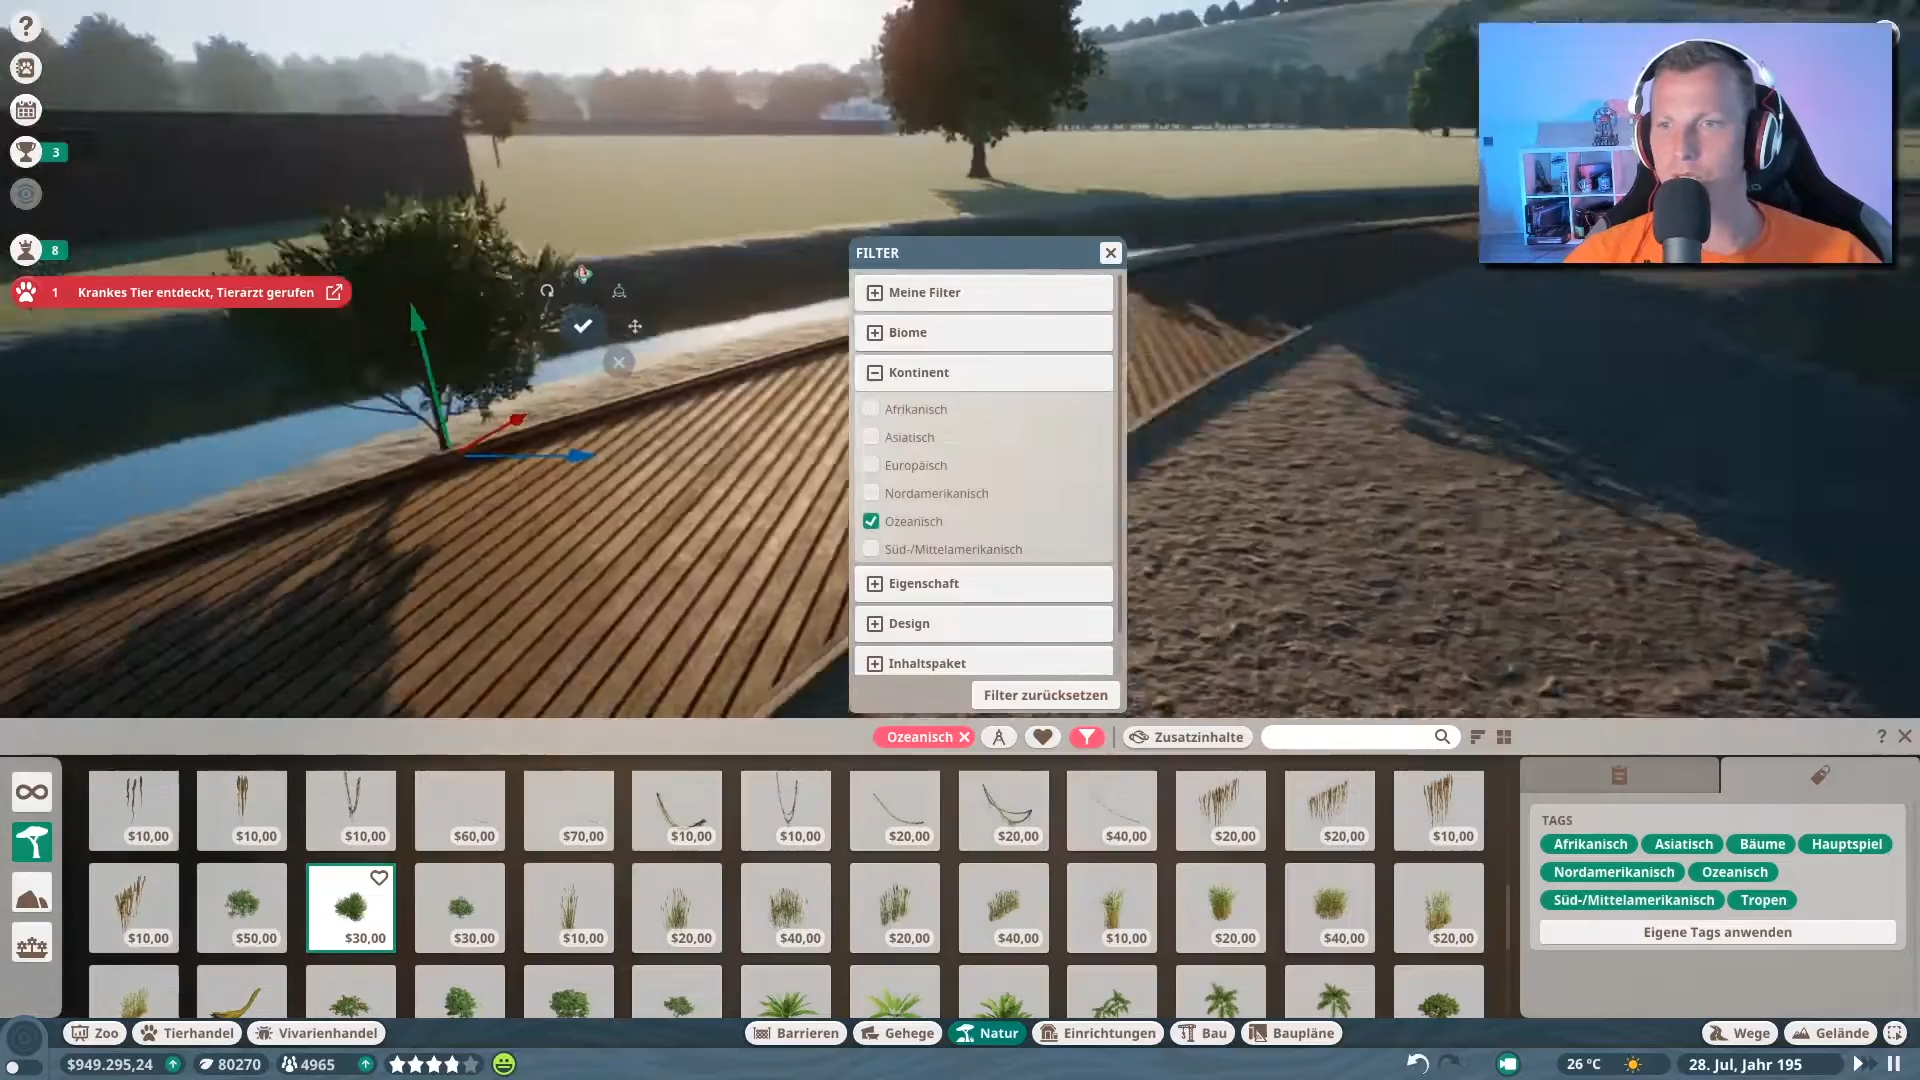 ?
3
8
1 Krankes Tier entdeckt, Tierarzt gerufen
FILTER
Meine Filter
Biome
Kontinent
Afrikanisch
Asiatisch
Europäisch
Nordamerikanisch
Ozeanisch
Süd-/Mittelamerikanisch
Eigenschaft
Design
Inhaltspaket
Filter zurücksetzen
Ozeanisch
Zusatzinhalte
?
$10,00 $10,00 $10,00 $60,00 $70,00 $10,00 $10,00 $20,00 $20,00 $40,00 $20,00 $20,00 $10,00
$10,00 $50,00 $30,00 $30,00 $10,00 $20,00 $40,00 $20,00 $40,00 $10,00 $20,00 $40,00 $20,00
TAGS
Afrikanisch Asiatisch Bäume Hauptspiel
Nordamerikanisch Ozeanisch
Süd-/Mittelamerikanisch Tropen
Eigene Tags anwenden
Zoo Tierhandel Vivarienhandel Barrieren Gehege Natur Einrichtungen Bau Baupläne Wege Gelände
$949.295,24 80270 4965 26 °C 28. Jul, Jahr 195